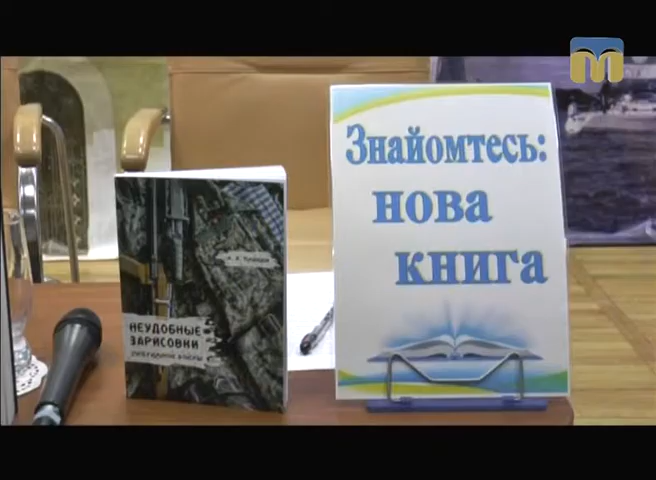 Знайомтесь:
нова
книга
НЕУДОБНЫЕ
ЗАРИСОВКИ